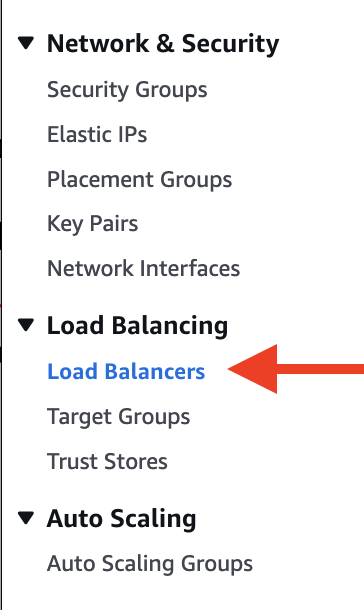 Network & Security
Security Groups
Elastic IPs
Placement Groups
Key Pairs
Network Interfaces
Load Balancing
Load Balancers
Target Groups
Trust Stores
Auto Scaling
Auto Scaling Groups